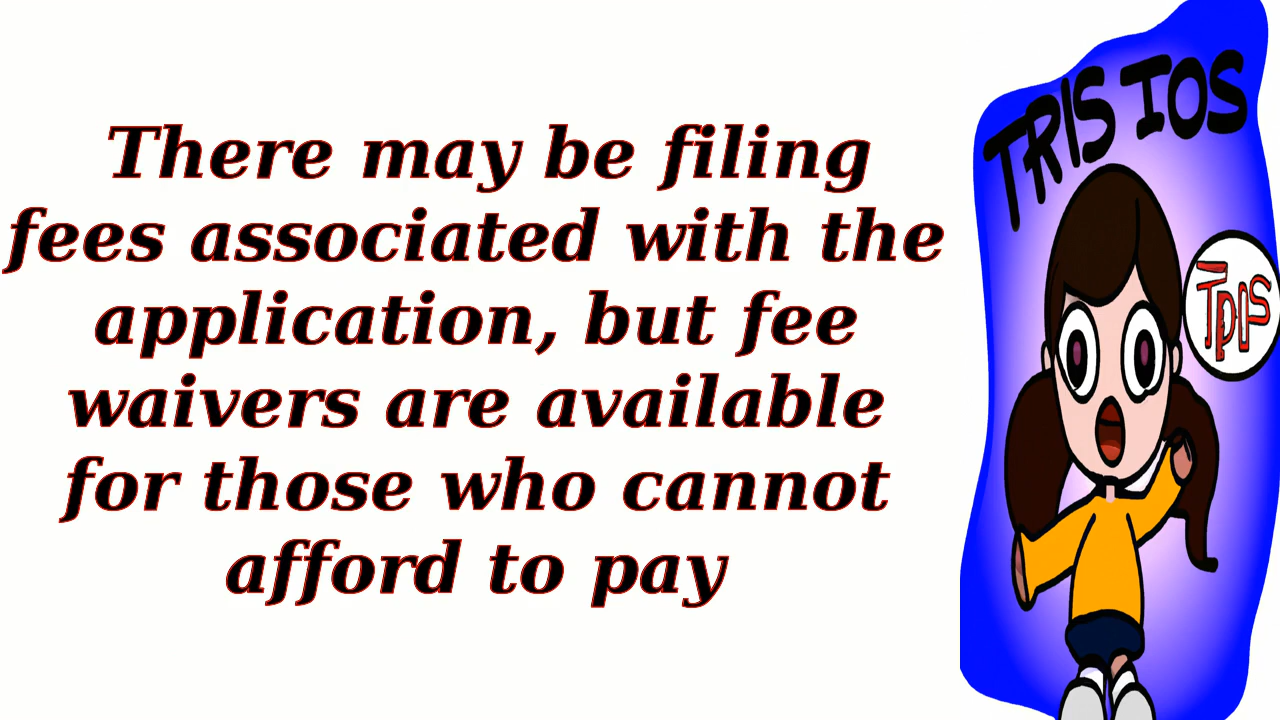 There may be filing
fees associated with the
application, but fee
waivers are available
for those who cannot
afford to pay
TRIS IOS
TPIS